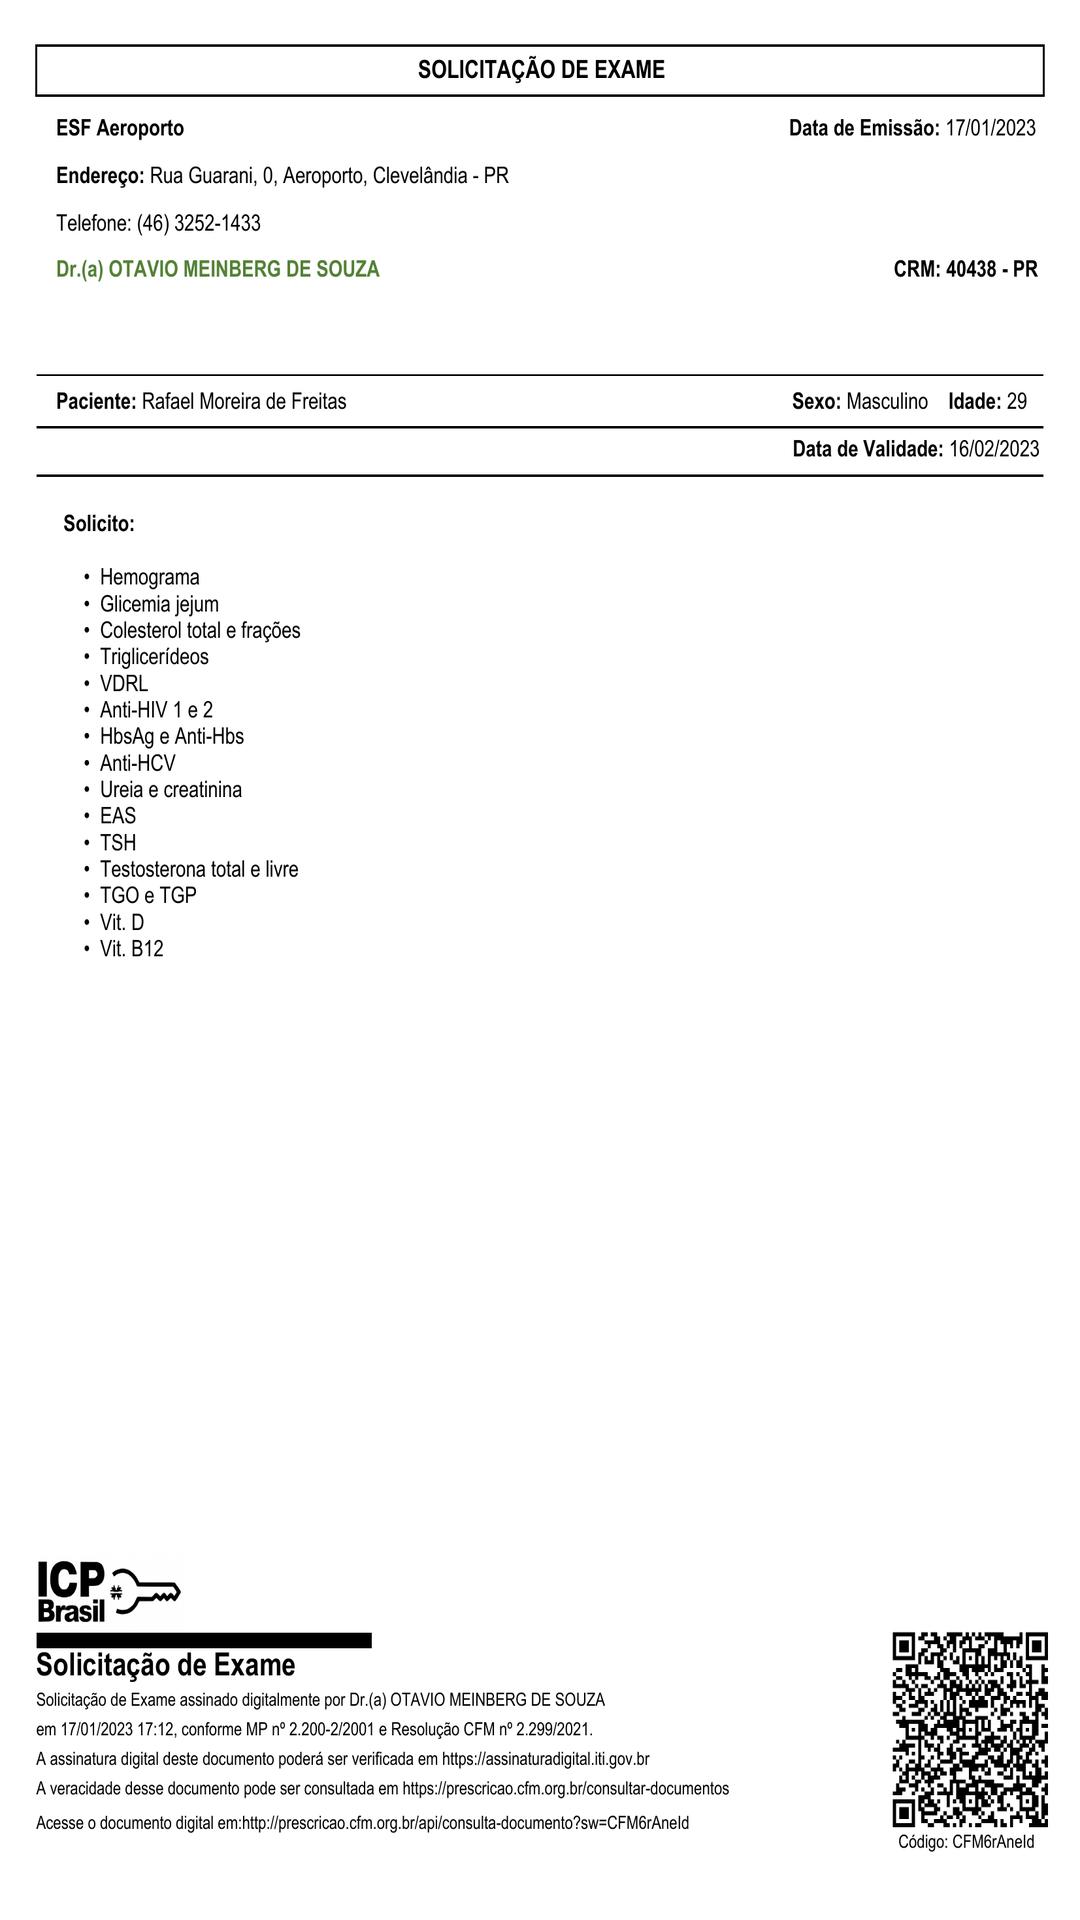 SOLICITAÇÃO DE EXAME
ESF Aeroporto
Data de Emissão: 17/01/2023
Endereço: Rua Guarani, 0, Aeroporto, Clevelândia - PR
Telefone: (46) 3252-1433
Dr.(a) OTAVIO MEINBERG DE SOUZA
CRM: 40438 - PR
Paciente: Rafael Moreira de Freitas
Sexo: Masculino Idade: 29
Data de Validade: 16/02/2023
Solicito:
• Hemograma
• Glicemia jejum
• Colesterol total e frações
• Triglicerídeos
• VDRL
• Anti-HIV 1 e 2
• HbsAg e Anti-Hbs
• Anti-HCV
• Ureia e creatinina
• EAS
• TSH
• Testosterona total e livre
• TGO e TGP
• Vit. D
• Vit. B12
ICP
Brasil
Solicitação de Exame
Solicitação de Exame assinado digitalmente por Dr.(a) OTAVIO MEINBERG DE SOUZA
em 17/01/2023 17:12, conforme MP nº 2.200-2/2001 e Resolução CFM nº 2.299/2021.
A assinatura digital deste documento poderá ser verificada em https://assinaturadigital.iti.gov.br
A veracidade desse documento pode ser consultada em https://prescricao.cfm.org.br/consultar-documentos
Acesse o documento digital em:http://prescricao.cfm.org.br/api/consulta-documento?sw=CFM6rAneId
Código: CFM6rAneId